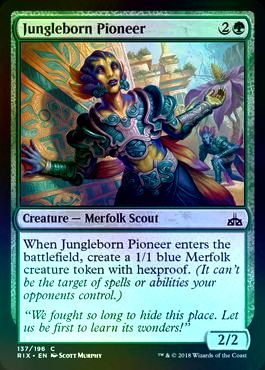 Jungleborn Pioneer 2
Creature — Merfolk Scout
When Jungleborn Pioneer enters the
battlefield, create a 1/1 blue Merfolk
creature token with hexproof. (It can't
be the target of spells or abilities your
opponents control.)
"We fought so long to hide this place. Let
us be first to learn its wonders!"
2/2
137/196 C
RIX • EN Scott Murphy
™ & © 2018 Wizards of the Coast